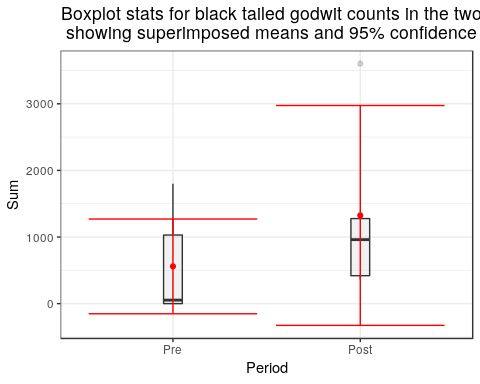 Boxplot stats for black tailed godwit counts in the two
showing superimposed means and 95% confidence
3000
2000
1000
0
Sum
Pre
Post
Period